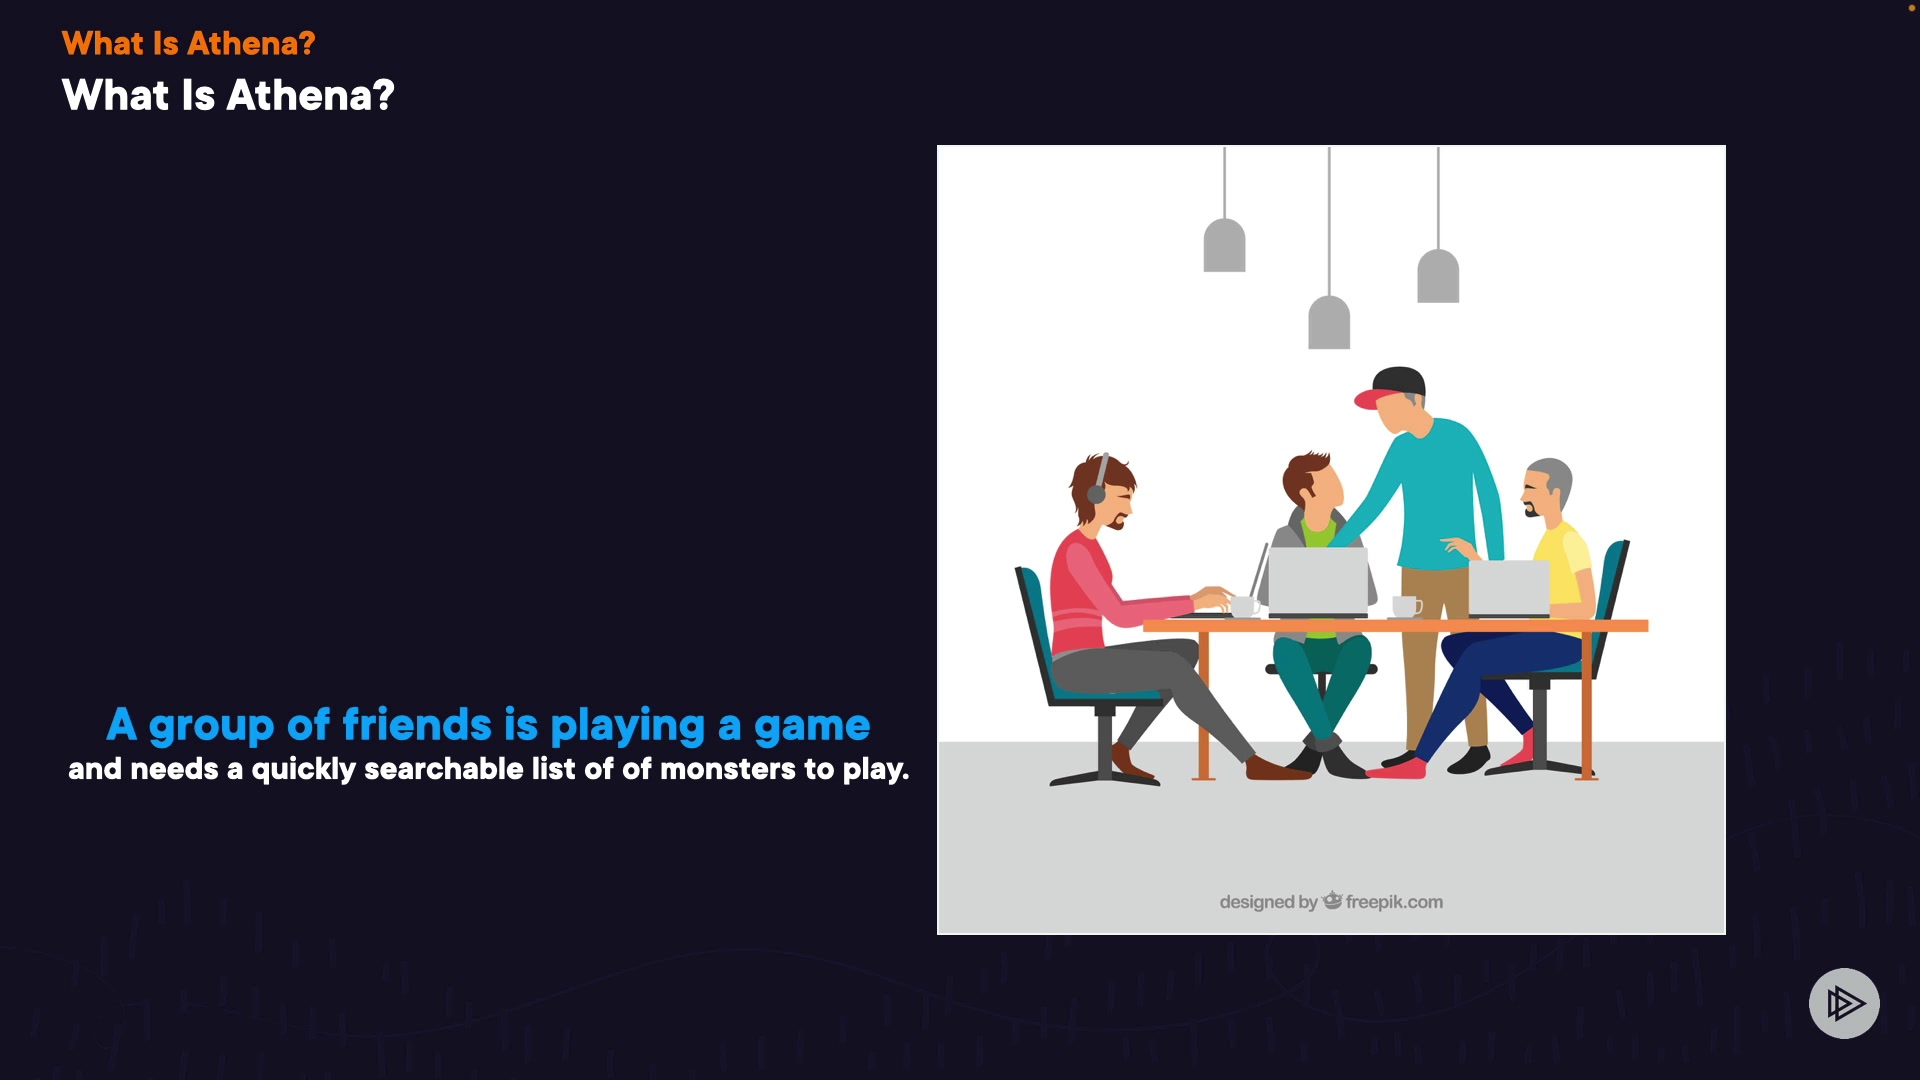 What Is Athena?
What Is Athena?
A group of friends is playing a game
and needs a quickly searchable list of of monsters to play.
designed by freepik.com